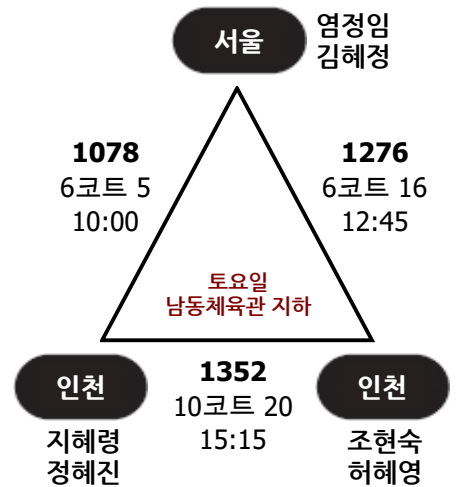 서울
염정임
김혜정
1078
6코트 5
10:00
1276
6코트 16
12:45
토요일
남동체육관 지하
인천
지혜령
정혜진
1352
10코트 20
15:15
인천
조현숙
허혜영